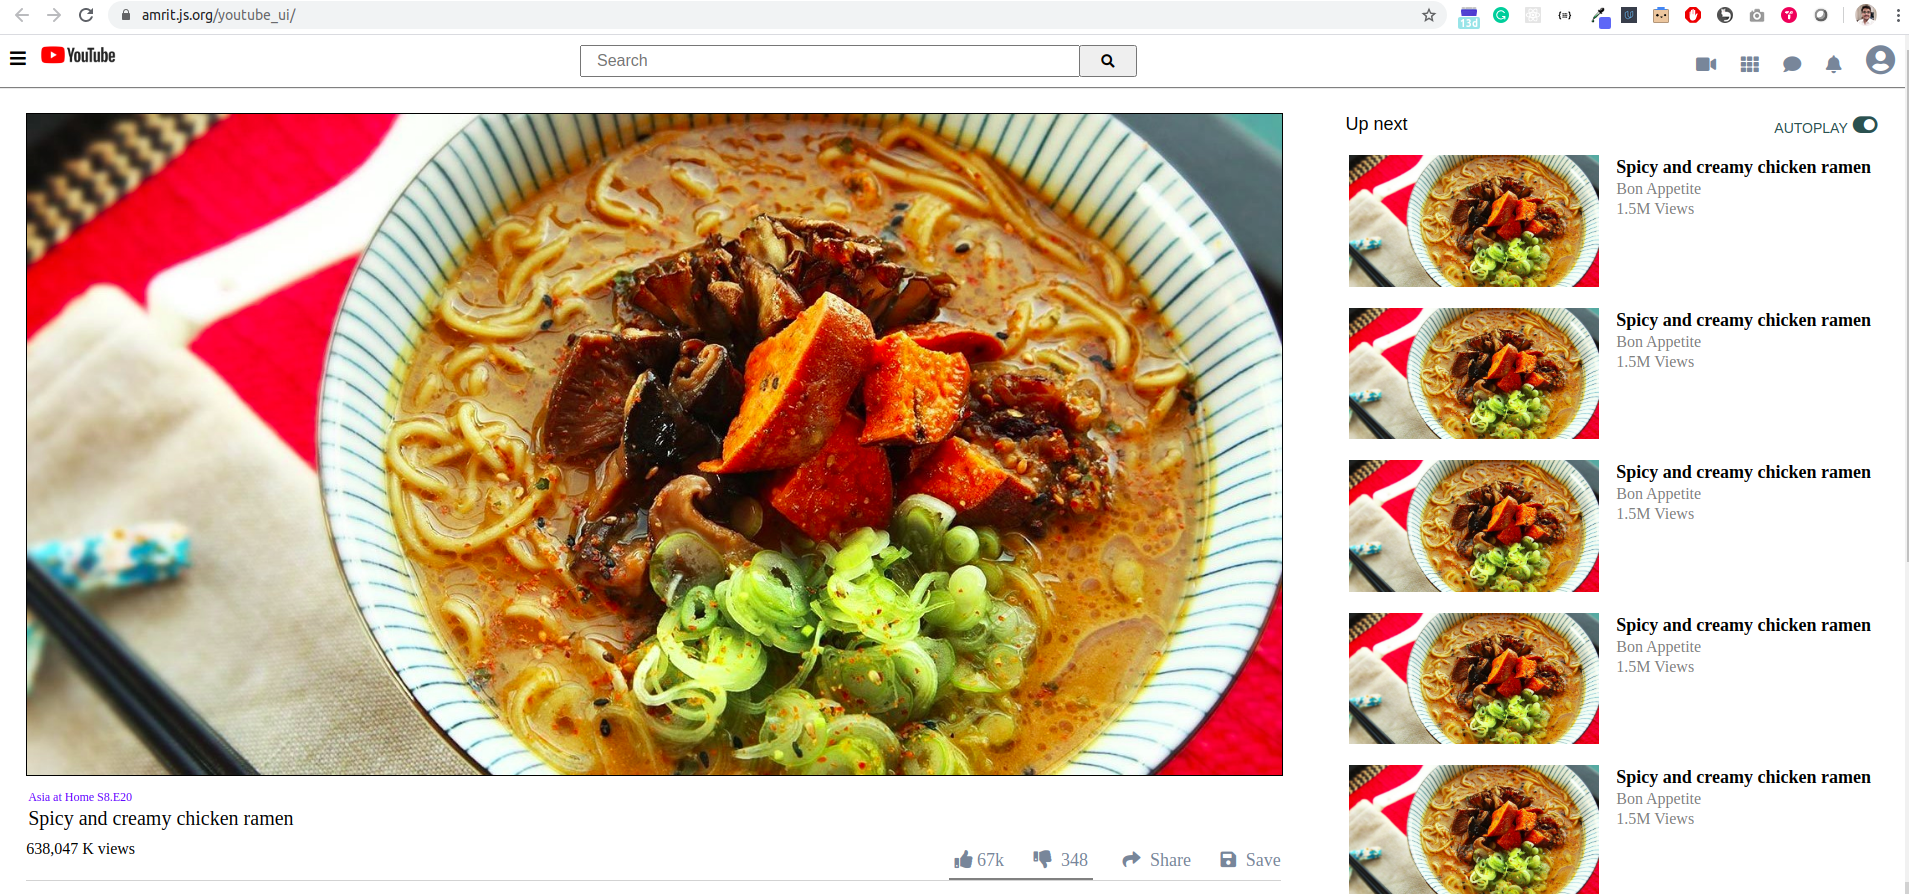 amrit.js.org/youtube_ui/
13d
YouTube
Search
Up next
AUTOPLAY
Spicy and creamy chicken ramen
Bon Appetite
1.5M Views
Spicy and creamy chicken ramen
Bon Appetite
1.5M Views
Spicy and creamy chicken ramen
Bon Appetite
1.5M Views
Spicy and creamy chicken ramen
Bon Appetite
1.5M Views
Spicy and creamy chicken ramen
Bon Appetite
1.5M Views
Asia at Home S8.E20
Spicy and creamy chicken ramen
638,047 K views
67k 348 Share Save